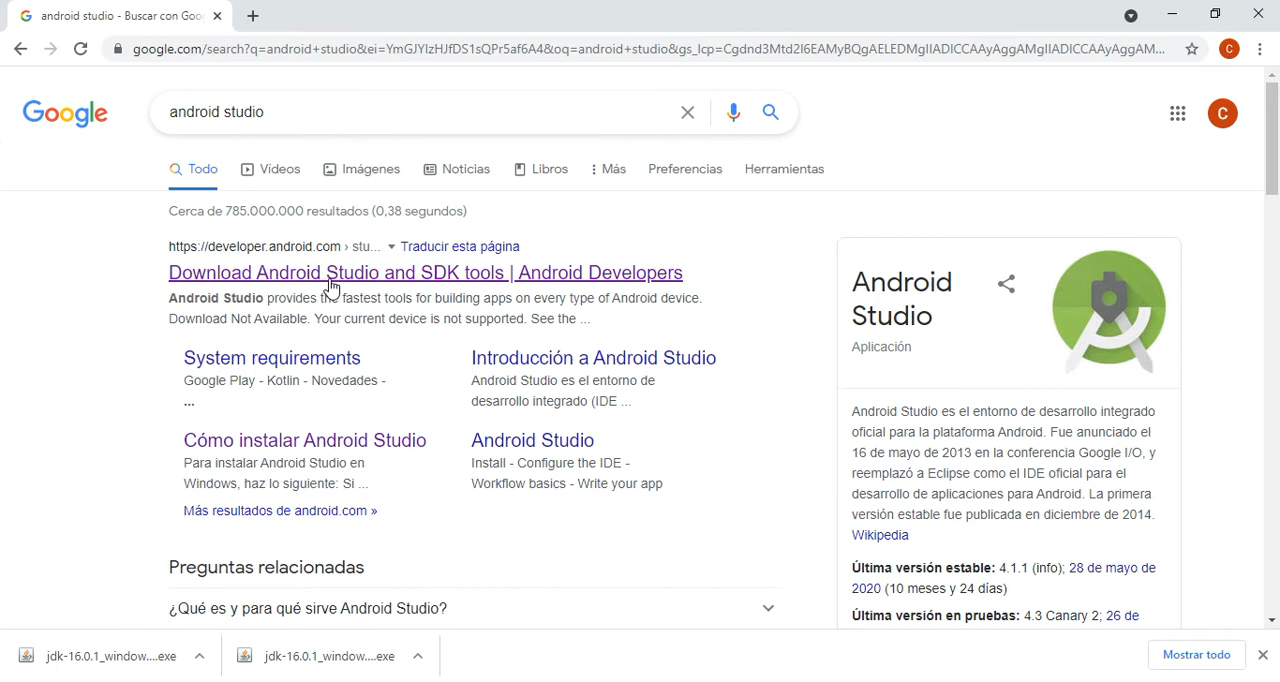 android studio - Buscar con Goo
google.com/search?q=android+studio&ei=YmGJYIzHJfDS1sQPr5af6A4&oq=android+studio&gs_lcp=Cgdnd3Mtd2l6EAMyBQgAELEDMgIIADICCAAyAggAMgIIADICCAAyAggAM...
C
Google
android studio
C
Todo
Vídeos
Imágenes
Noticias
Libros
Más
Preferencias
Herramientas
Cerca de 785.000.000 resultados (0,38 segundos)
https://developer.android.com › stu... Traducir esta página
Download Android Studio and SDK tools | Android Developers
Android Studio provides the fastest tools for building apps on every type of Android device.
Download Not Available. Your current device is not supported. See the ...
System requirements
Google Play - Kotlin - Novedades -
...
Introducción a Android Studio
Android Studio es el entorno de
desarrollo integrado (IDE ...
Cómo instalar Android Studio
Para instalar Android Studio en
Windows, haz lo siguiente: Si ...
Android Studio
Install - Configure the IDE -
Workflow basics - Write your app
Más resultados de android.com »
Preguntas relacionadas
¿Qué es y para qué sirve Android Studio?
Android
Studio
Aplicación
Android Studio es el entorno de desarrollo integrado
oficial para la plataforma Android. Fue anunciado el
16 de mayo de 2013 en la conferencia Google I/O, y
reemplazó a Eclipse como el IDE oficial para el
desarrollo de aplicaciones para Android. La primera
versión estable fue publicada en diciembre de 2014.
Wikipedia
Última versión estable: 4.1.1 (info); 28 de mayo de
2020 (10 meses y 24 días)
Última versión en pruebas: 4.3 Canary 2; 26 de
jdk-16.0.1_window....exe
jdk-16.0.1_window....exe
Mostrar todo